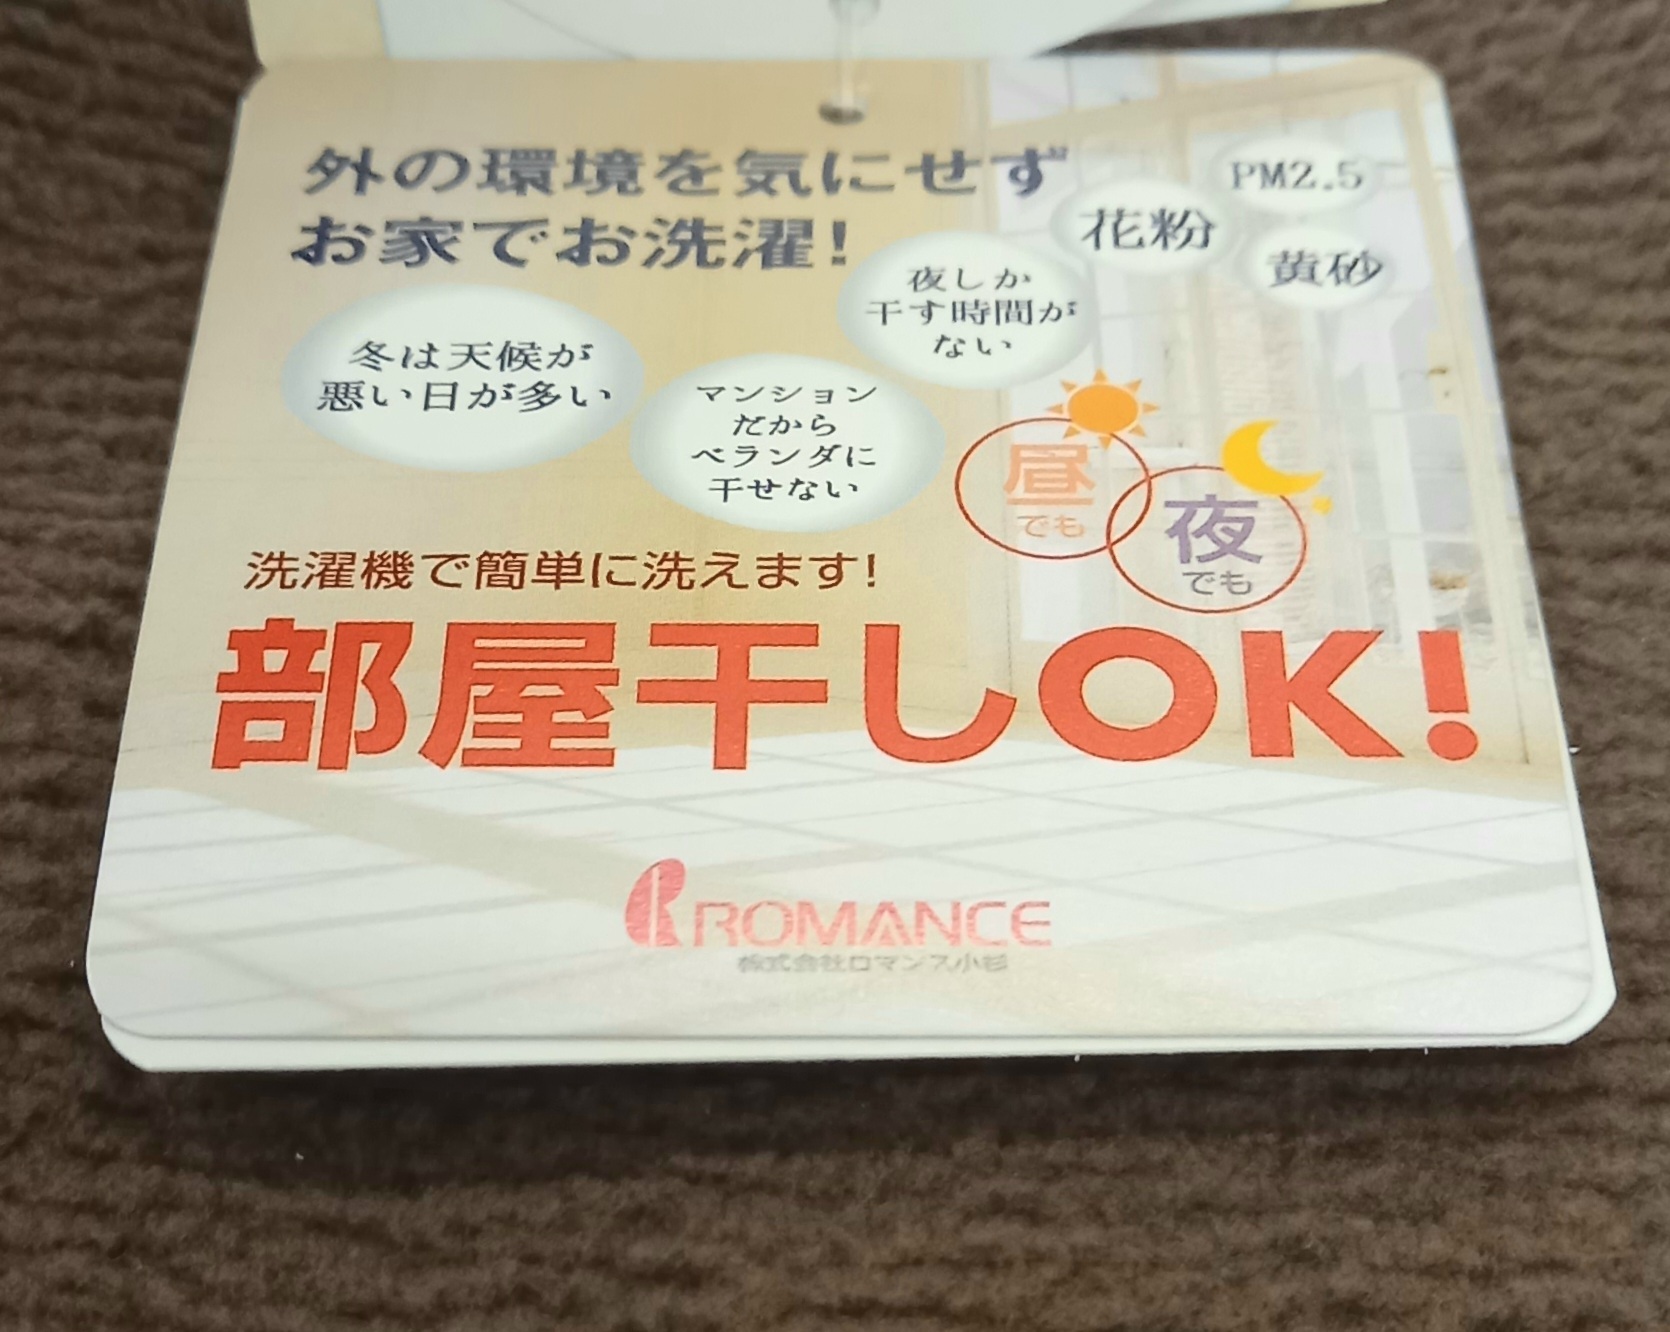 外の環境を気にせず
お家でお洗濯!
PM2.5
花粉
黄砂
夜しか
干す時間が
ない
冬は天候が
悪い日が多い
マンション
だから
ベランダに
干せない
昼
でも
夜
でも
洗濯機で簡単に洗えます!
部屋干しOK!
ROMANCE
株式会社ロマンス小杉